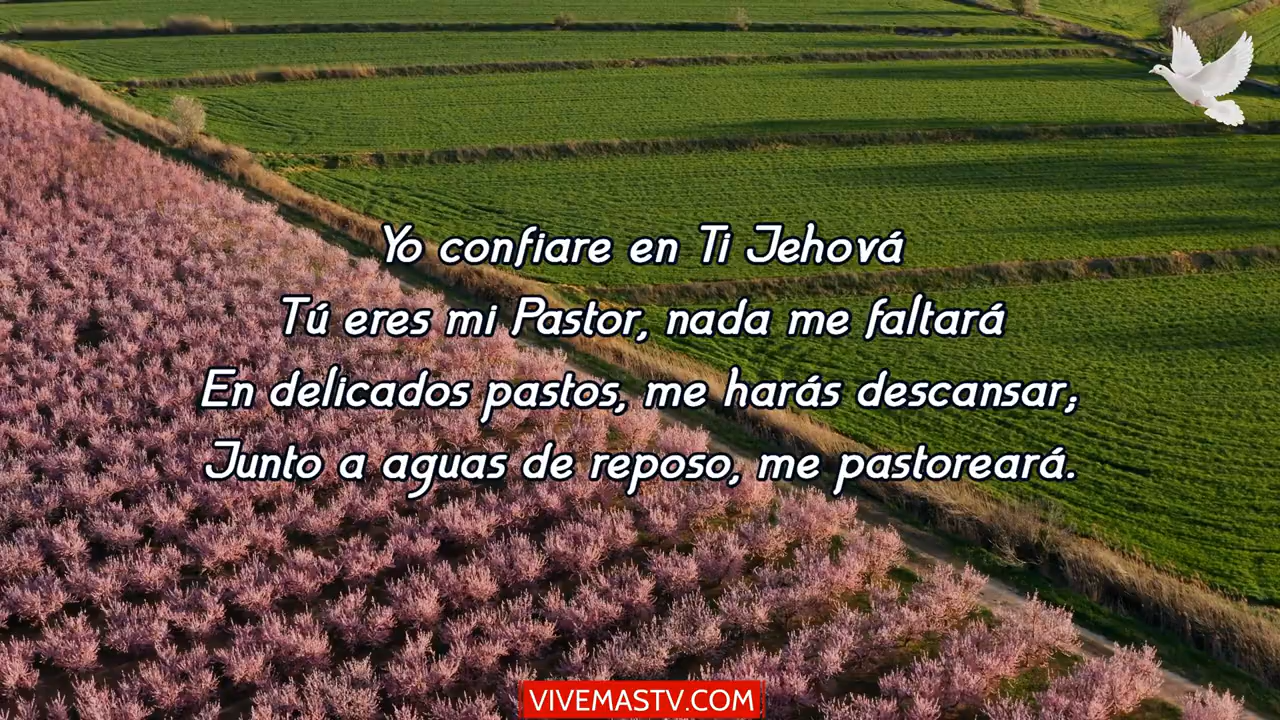 Yo confiare en Ti Jehová
Tú eres mi Pastor, nada me faltará
En delicados pastos, me harás descansar;
Junto a aguas de reposo, me pastoreará.
VIVEMASTV.COM